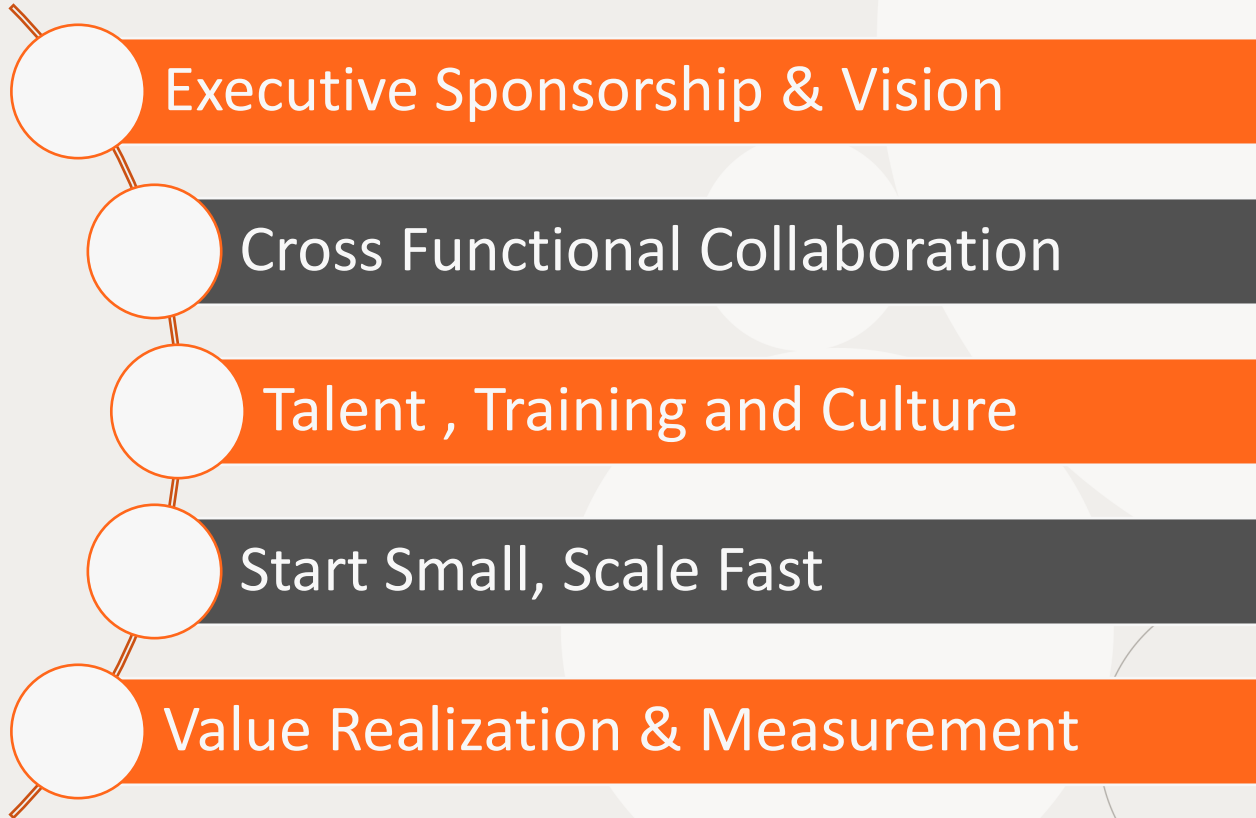 Executive Sponsorship & Vision
Cross Functional Collaboration
Talent , Training and Culture
Start Small, Scale Fast
Value Realization & Measurement